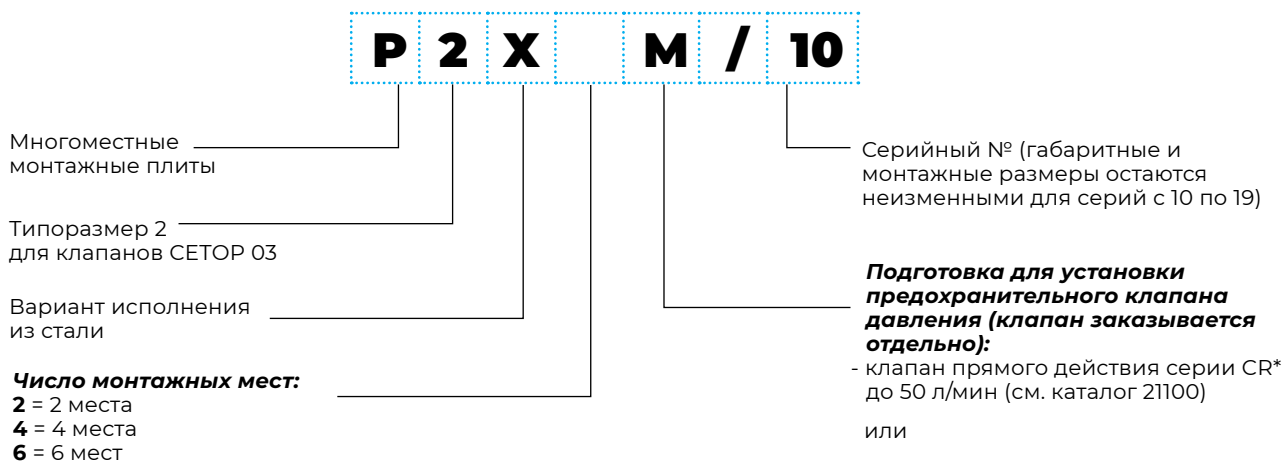 P 2 X M / 10
Многоместные
монтажные плиты
Типоразмер 2
для клапанов CETOP 03
Вариант исполнения
из стали
Число монтажных мест:
2 = 2 места
4 = 4 места
6 = 6 мест
Серийный № (габаритные и
монтажные размеры остаются
неизменными для серий с 10 по 19)
Подготовка для установки
предохранительного клапана
давления (клапан заказывается
отдельно):
- клапан прямого действия серии CR*
до 50 л/мин (см. каталог 21100)
или